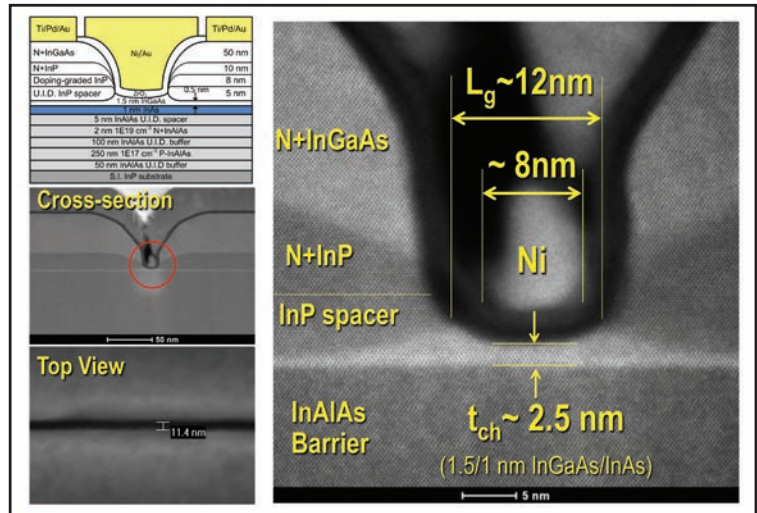 Ti/Pd/Au
Ti/Pd/Au
Ni/Au
N+InGaAs
50 nm
N+InP
10 nm
Doping-graded InP
8 nm
U.I.D. InP spacer
0.5 nm
5 nm
ZrO₂
1.5 nm InGaAs
1 nm InAs
5 nm InAlAs U.I.D. spacer
2 nm 1E19 cm⁻³ N+InAlAs
100 nm InAlAs U.I.D. buffer
250 nm 1E17 cm⁻³ P-InAlAs
50 nm InAlAs U.I.D buffer
S.I. InP substrate
Cross-section
50 nm
Top View
11.4 nm
Lg~12nm
N+InGaAs
~ 8nm
N+InP
Ni
InP spacer
InAlAs
Barrier
tch~ 2.5 nm
(1.5/1 nm InGaAs/InAs)
5 nm